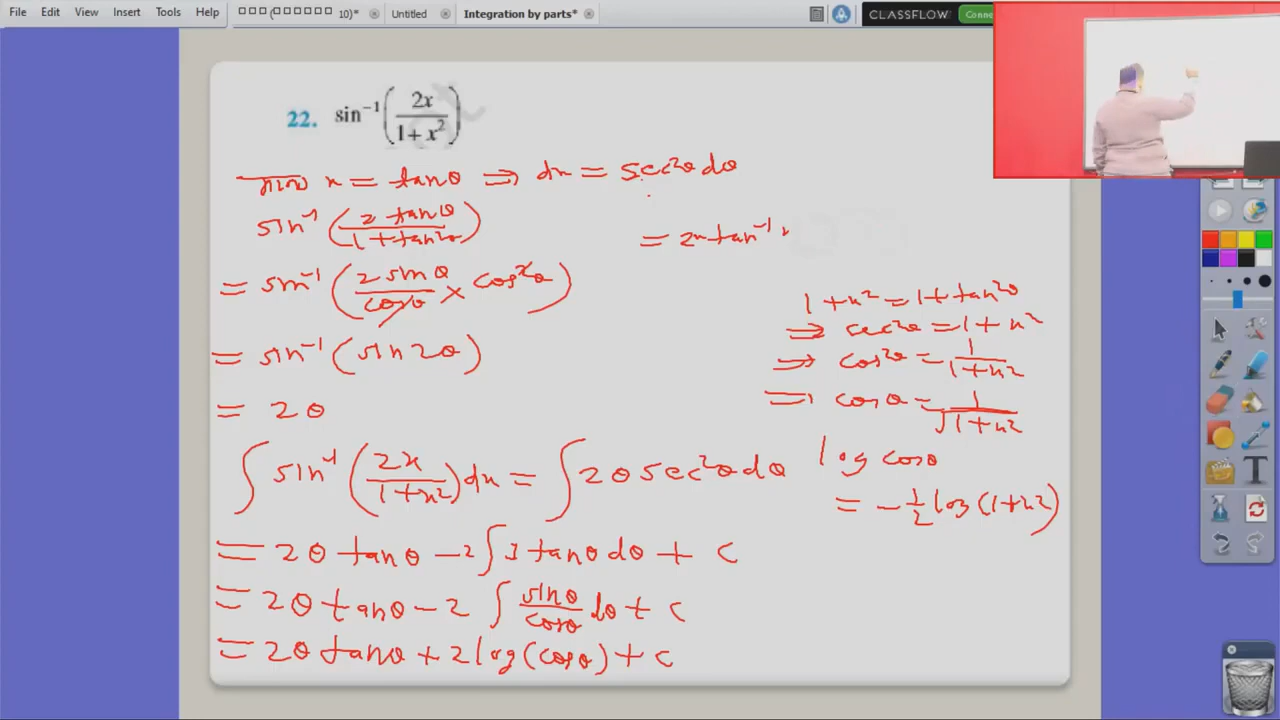 File Edit View Insert Tools Help
10)* Untitled Integration by parts* CLASSFLOW
22. sin⁻¹(2x/(1+x²))
x = tanθ ⇒ dx = sec²θ dθ
sin⁻¹(2 tanθ/(1+tan²θ))
= sin⁻¹(2 sinθ/cosθ × cos²θ)
= sin⁻¹(sin2θ)
= 2θ
∫ sin⁻¹(2x/(1+x²)) dx = ∫ 2θ sec²θ dθ
= 2θ tanθ - 2∫ 1 tanθ dθ + c
= 2θ tanθ - 2 ∫ sinθ/cosθ dθ + c
= 2θ tanθ + 2 log(cosθ) + c
= 2x tan⁻¹
1+x² = 1+tan²θ
⇒ sec²θ = 1+x²
⇒ cos²θ = 1/(1+x²)
⇒ cosθ = 1/√(1+x²)
log cosθ
= -1/2 log(1+x²)